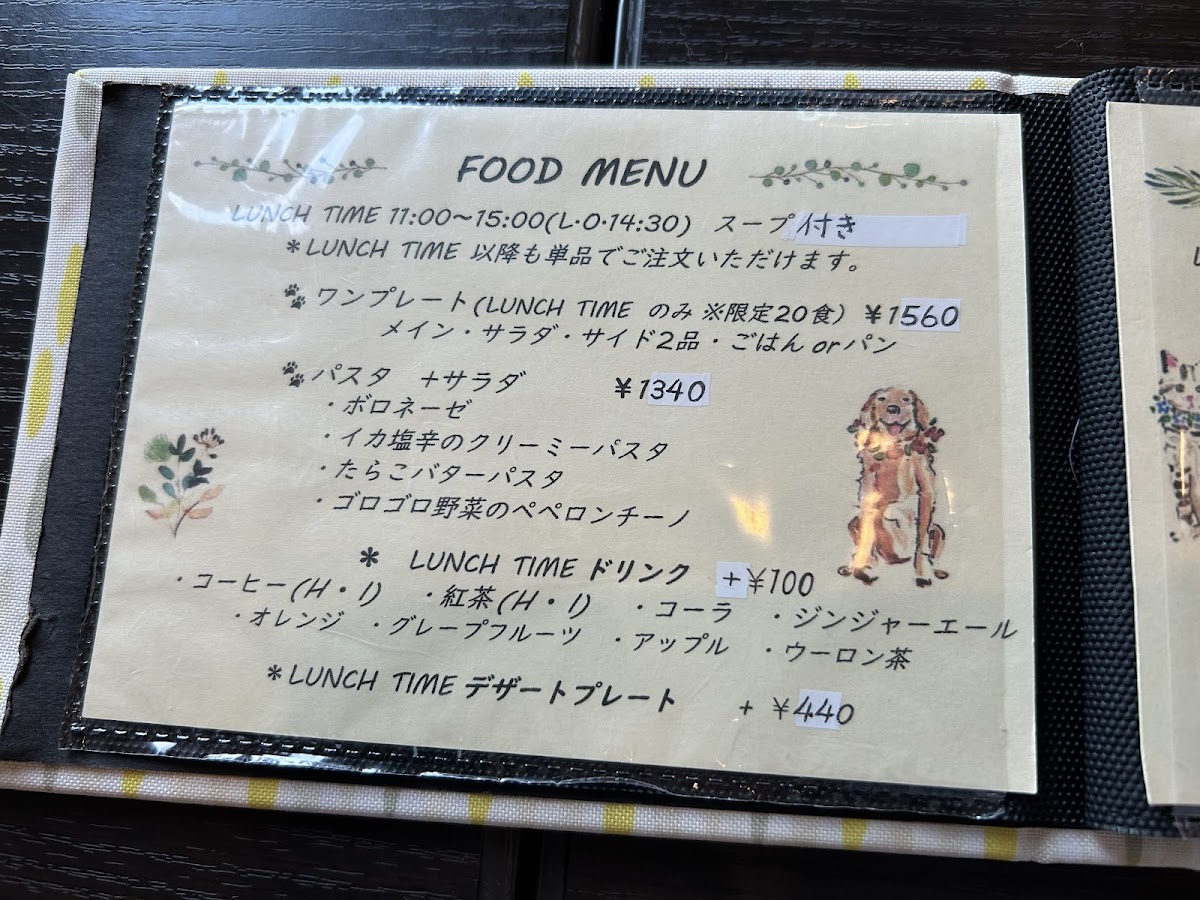 FOOD MENU
LUNCH TIME 11:00〜15:00(L・O・14:30) スープ付き
*LUNCH TIME 以降も単品でご注文いただけます。
ワンプレート(LUNCH TIME のみ ※限定20食) ¥1560
メイン・サラダ・サイド2品・ごはん or パン
パスタ +サラダ ¥1340
・ボロネーゼ
・イカ塩辛のクリーミーパスタ
・たらこバターパスタ
・ゴロゴロ野菜のペペロンチーノ
* LUNCH TIME ドリンク +¥100
・コーヒー(H・I) ・紅茶(H・I) ・コーラ ・ジンジャーエール
・オレンジ ・グレープフルーツ ・アップル ・ウーロン茶
*LUNCH TIME デザートプレート + ¥440